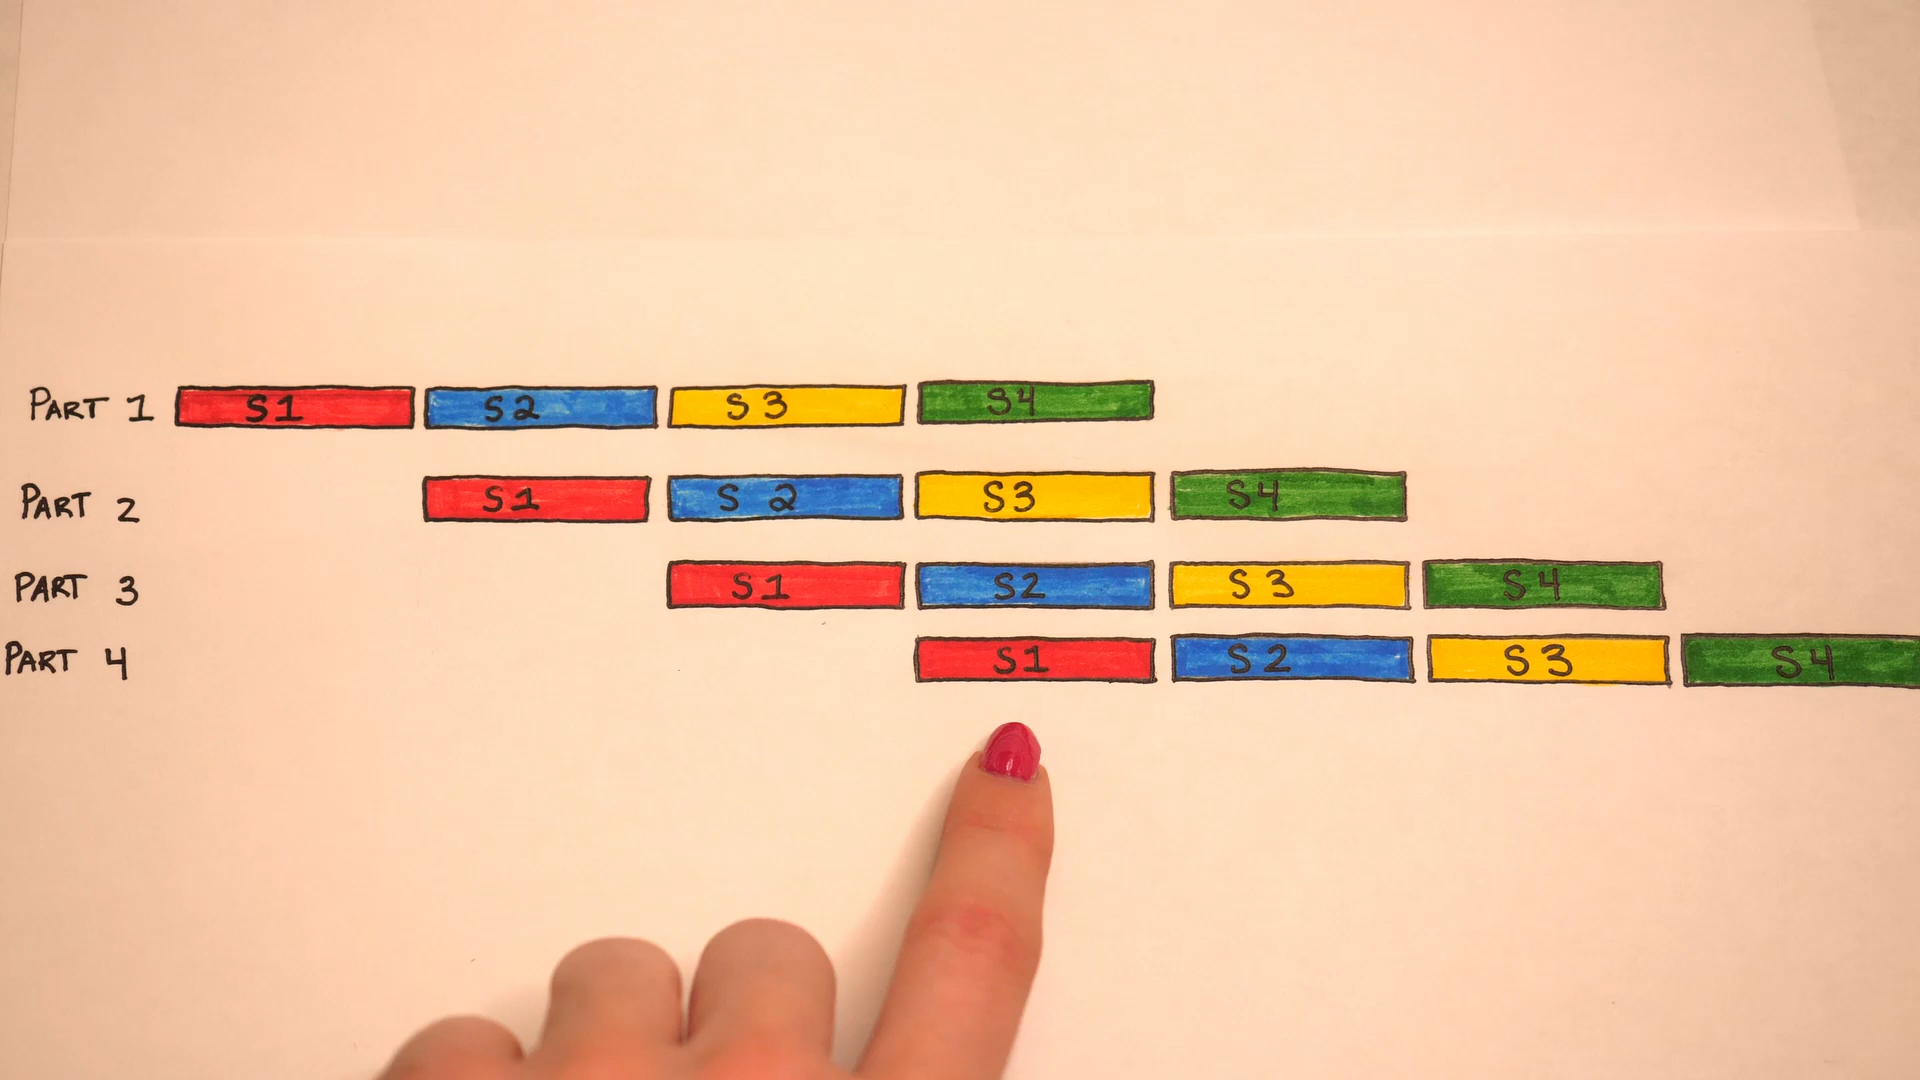 PART 1 S1 S2 S3 S4
PART 2 S1 S2 S3 S4
PART 3 S1 S2 S3 S4
PART 4 S1 S2 S3 S4